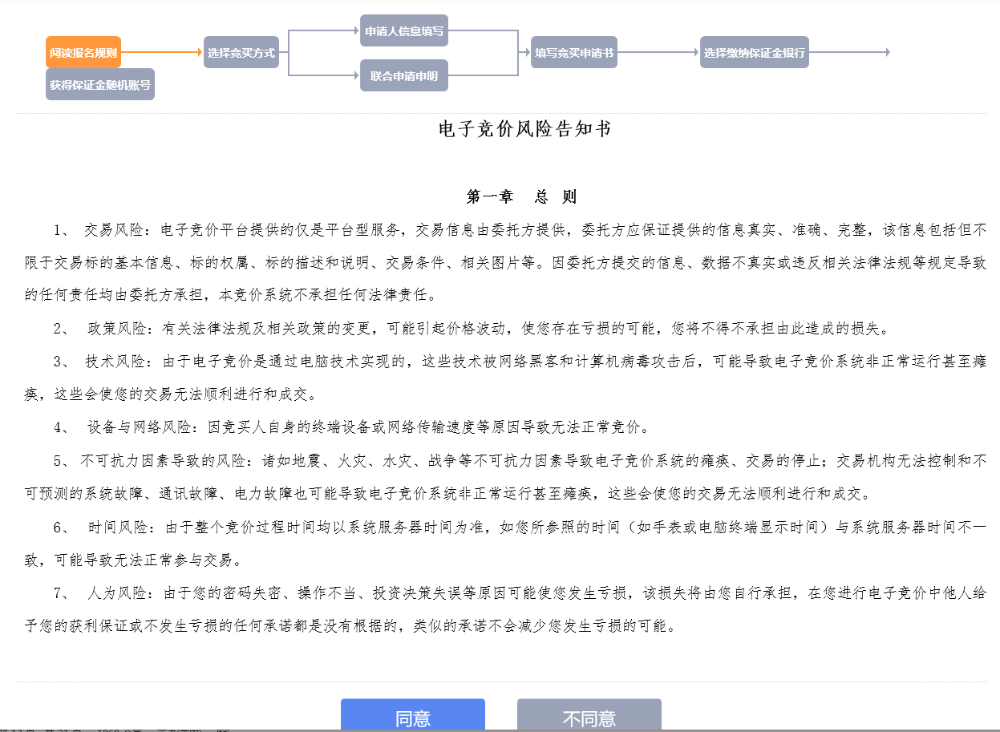 阅读报名规则
选择竞买方式
申请人信息填写
联合申请申明
填写竞买申请书
选择缴纳保证金银行
获得保证金随机账号
电子竞价风险告知书
第一章 总 则
1、 交易风险：电子竞价平台提供的仅是平台型服务，交易信息由委托方提供，委托方应保证提供的信息真实、准确、完整，该信息包括但不
限于交易标的基本信息、标的权属、标的描述和说明、交易条件、相关图片等。因委托方提交的信息、数据不真实或违反相关法律法规等规定导致
的任何责任均由委托方承担，本竞价系统不承担任何法律责任。
2、 政策风险：有关法律法规及相关政策的变更，可能引起价格波动，使您存在亏损的可能，您将不得不承担由此造成的损失。
3、 技术风险：由于电子竞价是通过电脑技术实现的，这些技术被网络黑客和计算机病毒攻击后，可能导致电子竞价系统非正常运行甚至瘫
痪，这些会使您的交易无法顺利进行和成交。
4、 设备与网络风险：因竞买人自身的终端设备或网络传输速度等原因导致无法正常竞价。
5、 不可抗力因素导致的风险：诸如地震、火灾、水灾、战争等不可抗力因素导致电子竞价系统的瘫痪、交易的停止；交易机构无法控制和不
可预测的系统故障、通讯故障、电力故障也可能导致电子竞价系统非正常运行甚至瘫痪，这些会使您的交易无法顺利进行和成交。
6、 时间风险：由于整个竞价过程时间均以系统服务器时间为准，如您所参照的时间（如手表或电脑终端显示时间）与系统服务器时间不一
致，可能导致无法正常参与交易。
7、 人为风险：由于您的密码失密、操作不当、投资决策失误等原因可能使您发生亏损，该损失将由您自行承担，在您进行电子竞价中他人给
予您的获利保证或不发生亏损的任何承诺都是没有根据的，类似的承诺不会减少您发生亏损的可能。
同意
不同意